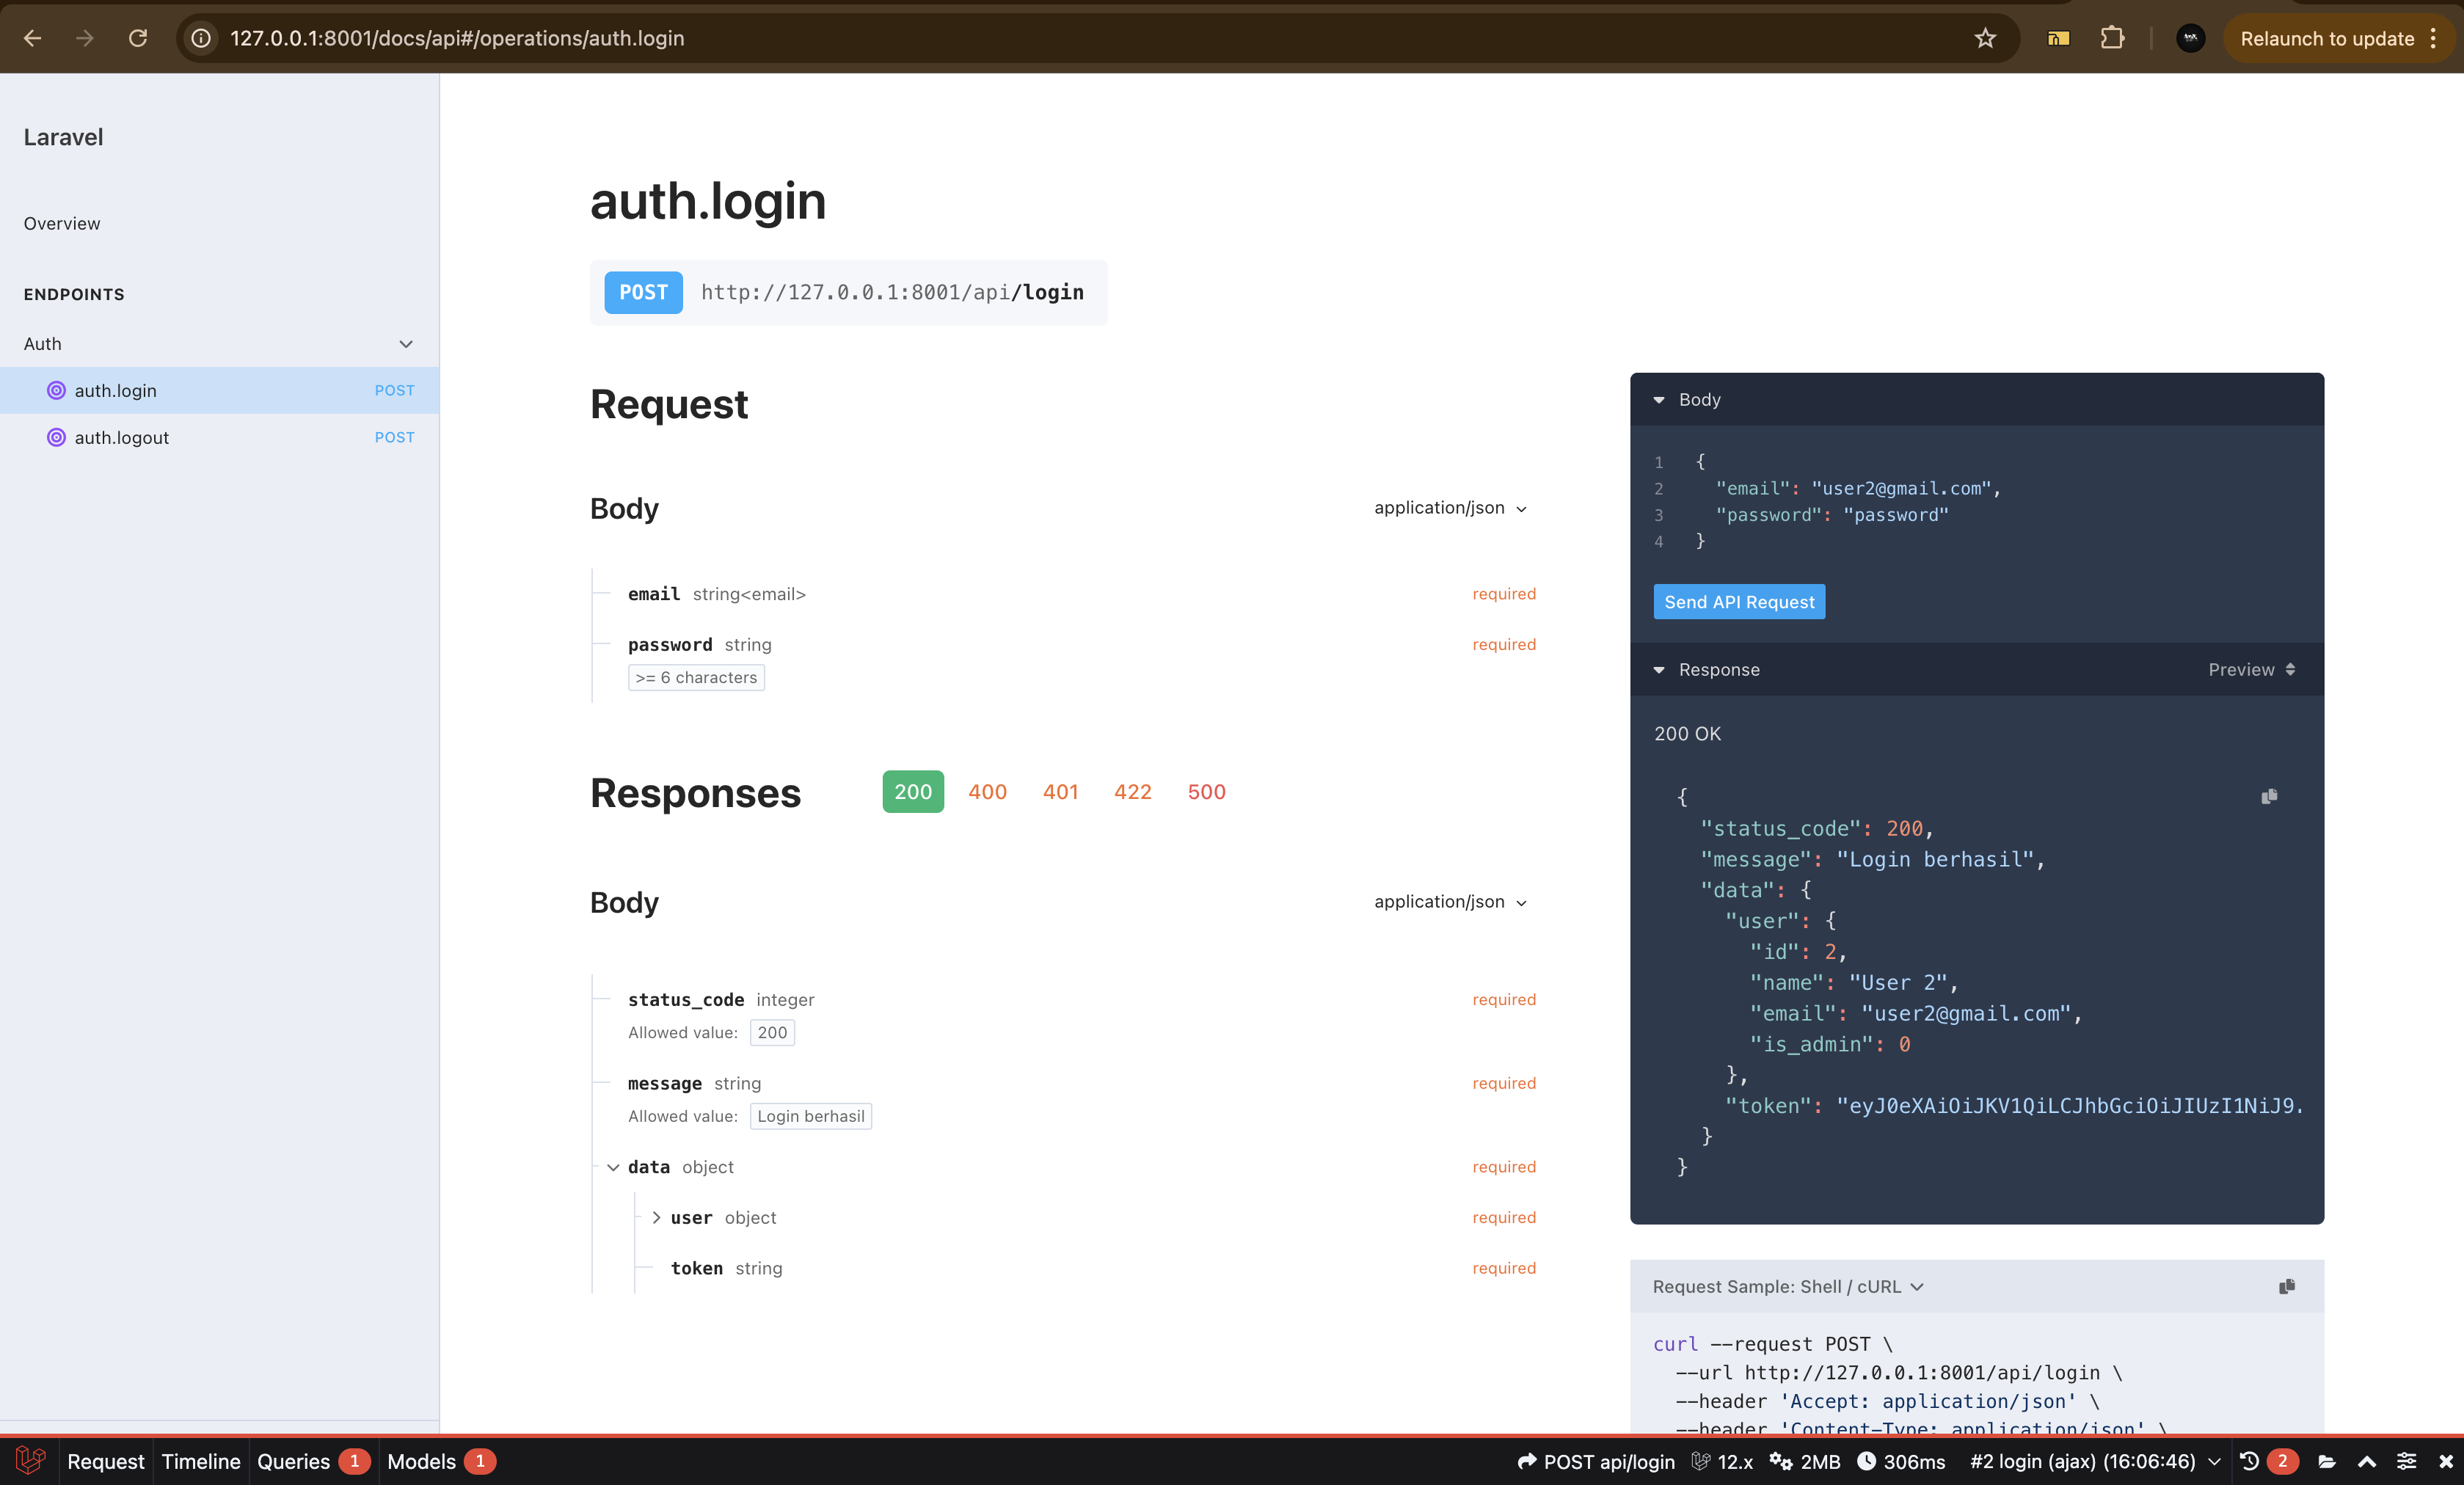 127.0.0.1:8001/docs/api#/operations/auth.login
Relaunch to update
Laravel
Overview
ENDPOINTS
Auth
auth.login POST
auth.logout POST
auth.login
POST http://127.0.0.1:8001/api/login
Request
Body application/json
email string<email> required
password string required
>= 6 characters
Responses 200 400 401 422 500
Body application/json
status_code integer required
Allowed value: 200
message string required
Allowed value: Login berhasil
data object required
user object required
token string required
Body
1 {
2 "email": "user2@gmail.com",
3 "password": "password"
4 }
Send API Request
Response Preview
200 OK
{
"status_code": 200,
"message": "Login berhasil",
"data": {
"user": {
"id": 2,
"name": "User 2",
"email": "user2@gmail.com",
"is_admin": 0
},
"token": "eyJ0eXAiOiJKV1QiLCJhbGciOiJIUzI1NiJ9.
}
}
Request Sample: Shell / cURL
curl --request POST \
--url http://127.0.0.1:8001/api/login \
--header 'Accept: application/json' \
--header 'Content-Type: application/json' \
Request Timeline Queries 1 Models 1 POST api/login 12.x 2MB 306ms #2 login (ajax) (16:06:46) 2